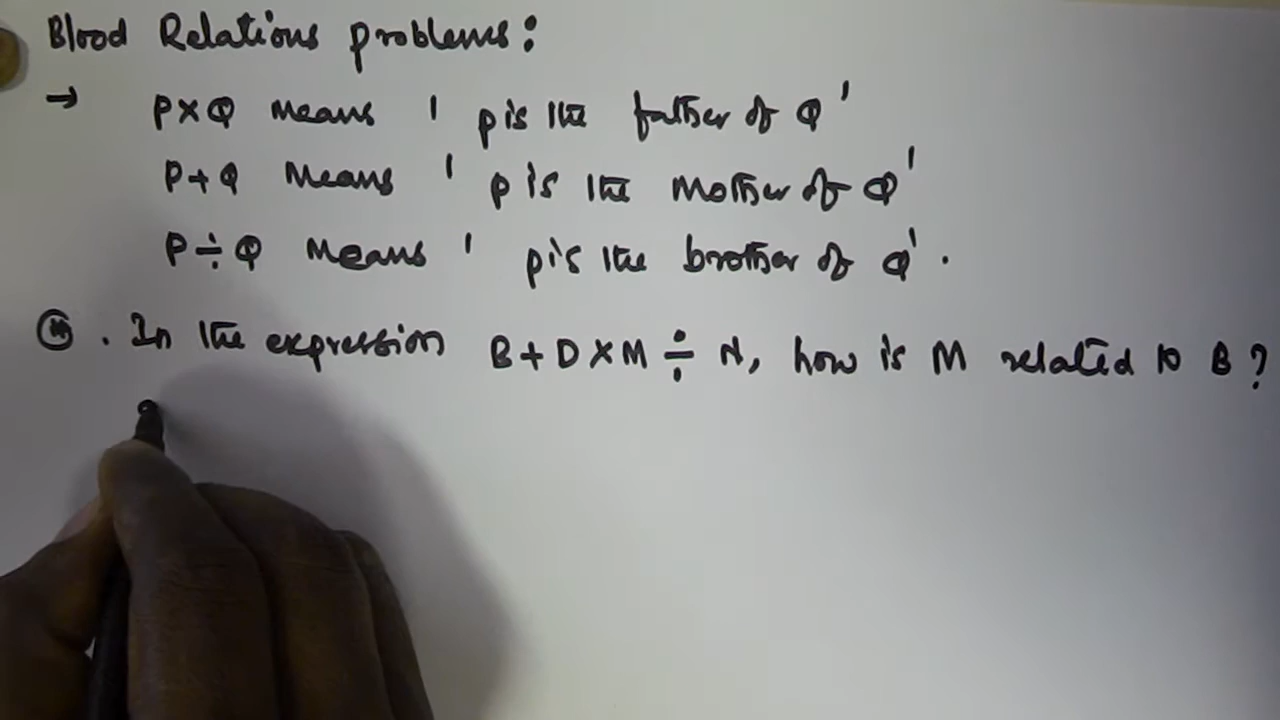 Blood Relations problems:
→ P×Q Means ' p is the father of Q'
P+Q Means ' p is the Mother of Q'
P÷Q Means ' p is the brother of Q'.
Q. In the expression B+D×M÷N, how is M related to B?